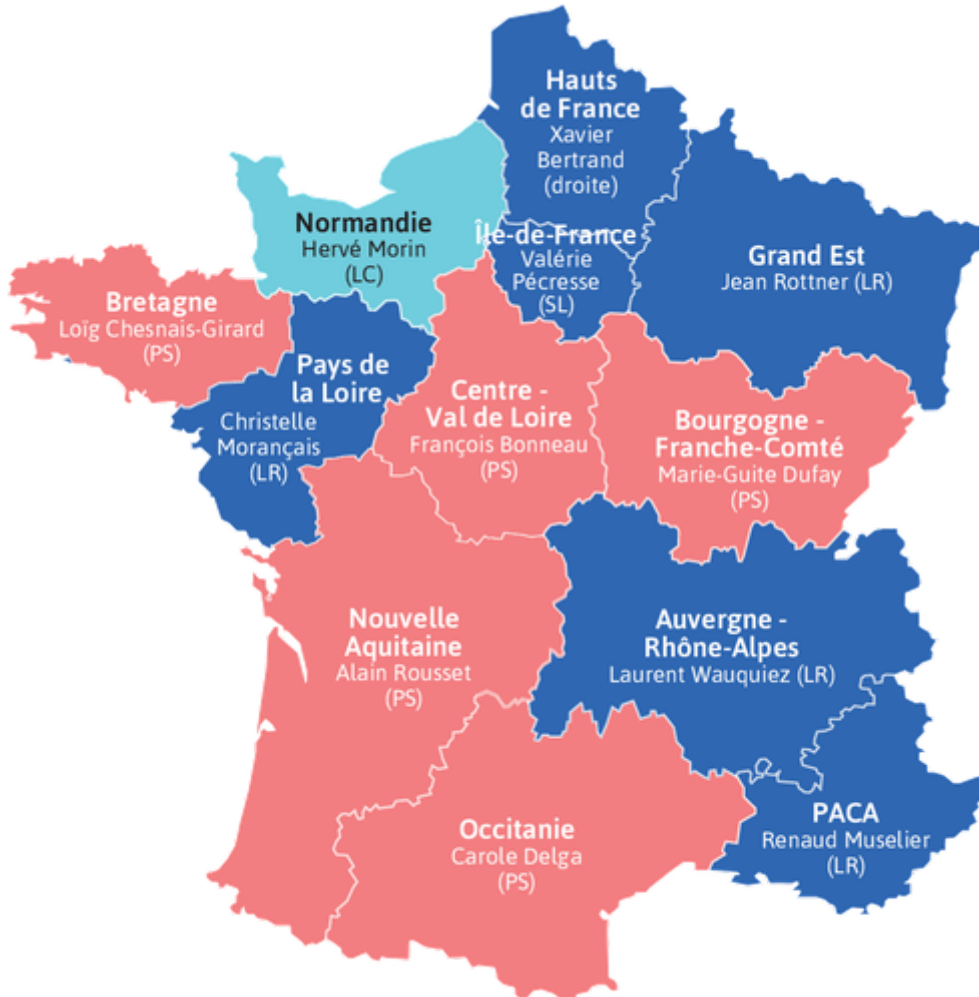 Hauts
de France
Xavier
Bertrand
(droite)
Normandie
Hervé Morin
(LC)
Île-de-France
Valérie
Pécresse
(SL)
Grand Est
Jean Rottner (LR)
Bretagne
Loïg Chesnais-Girard
(PS)
Pays de
la Loire
Christelle
Morançais
(LR)
Centre -
Val de Loire
François Bonneau
(PS)
Bourgogne -
Franche-Comté
Marie-Guite Dufay
(PS)
Nouvelle
Aquitaine
Alain Rousset
(PS)
Auvergne -
Rhône-Alpes
Laurent Wauquiez (LR)
Occitanie
Carole Delga
(PS)
PACA
Renaud Muselier
(LR)